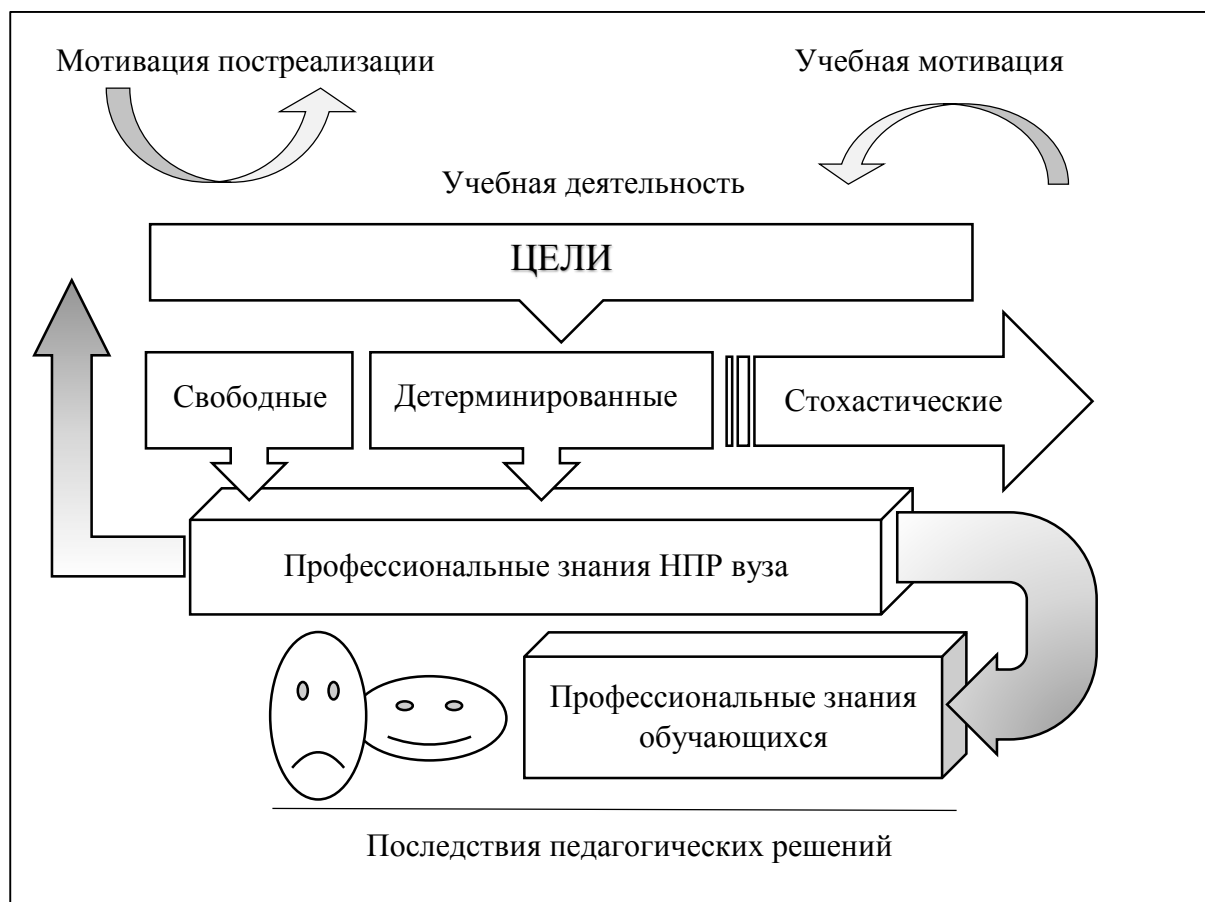 Мотивация постреализации
Учебная мотивация
Учебная деятельность
ЦЕЛИ
Свободные
Детерминированные
Стохастические
Профессиональные знания НПР вуза
Профессиональные знания
обучающихся
Последствия педагогических решений